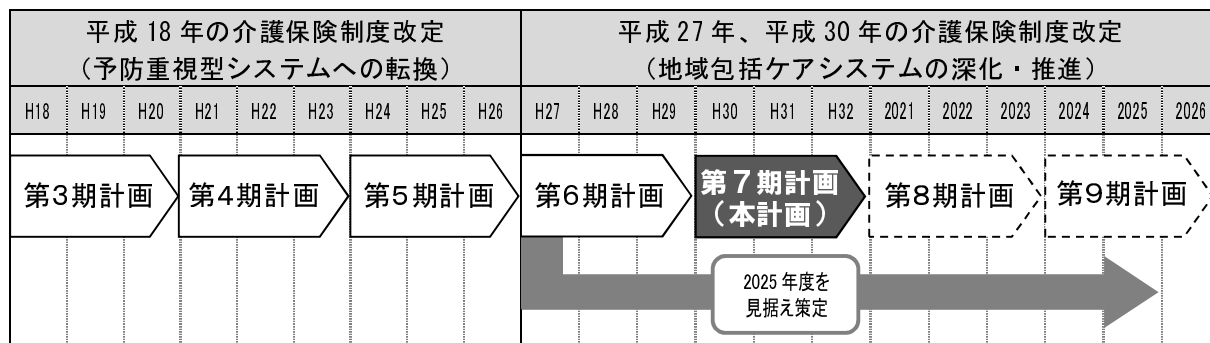 平成 18 年の介護保険制度改定
（予防重視型システムへの転換）
平成 27 年、平成 30 年の介護保険制度改定
（地域包括ケアシステムの深化・推進）
H18 H19 H20 H21 H22 H23 H24 H25 H26 H27 H28 H29 H30 H31 H32 2021 2022 2023 2024 2025 2026
第3期計画
第4期計画
第5期計画
第6期計画
第7期計画
（本計画）
第8期計画
第9期計画
2025 年度を
見据え策定